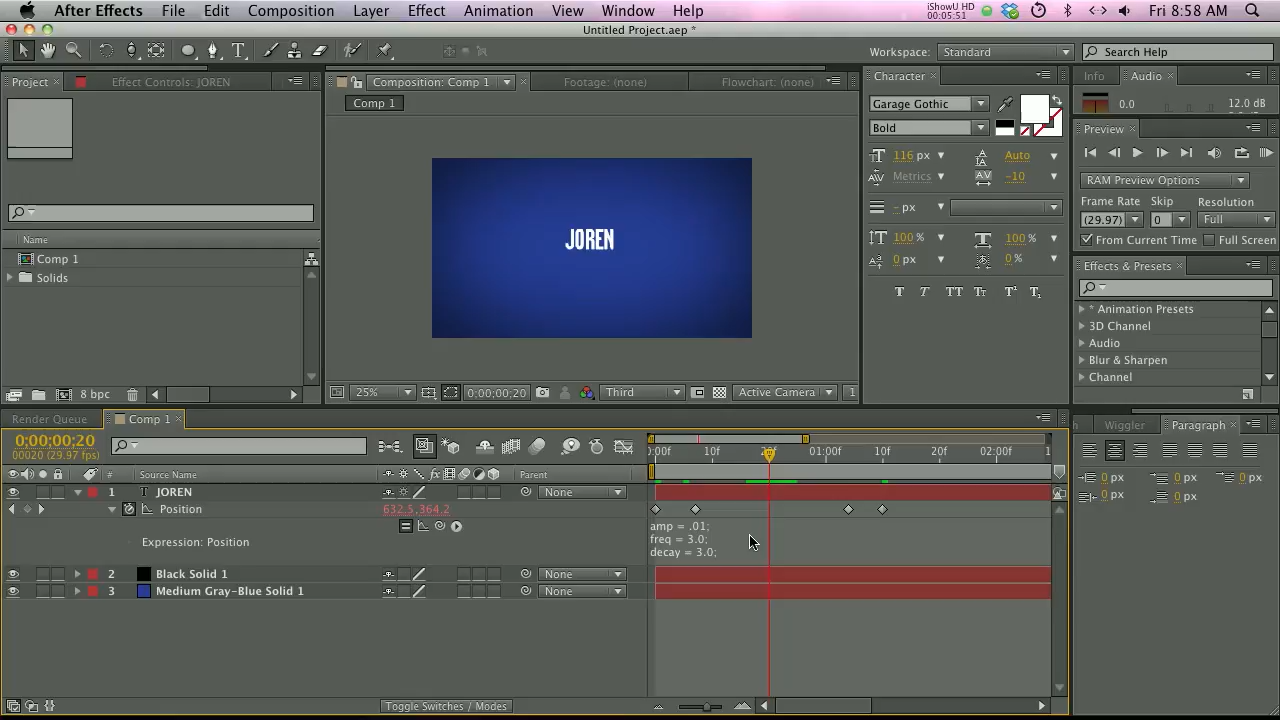 After Effects File Edit Composition Layer Effect Animation View Window Help
iShowU HD
00:05:51
Fri 8:58 AM
Untitled Project.aep *
Workspace: Standard
Search Help
Project
Effect Controls: JOREN
Composition: Comp 1
Footage: (none)
Flowchart: (none)
Character
Info
Audio
Comp 1
Garage Gothic
Bold
0.0
12.0 dB
Preview
116 px
Auto
Metrics
-10
- px
RAM Preview Options
Frame Rate Skip Resolution
(29.97) 0 Full
From Current Time Full Screen
100 %
100 %
0 px
0 %
JOREN
Name
Comp 1
Solids
Effects & Presets
* Animation Presets
3D Channel
Audio
Blur & Sharpen
Channel
8 bpc
25%
0:00:00:20
Third
Active Camera
1
Render Queue
Comp 1
Paragraph
Wiggler
0;00;00;20
00020 (29.97 fps)
10f
01:00f
10f
20f
02:00f
Source Name
Parent
1 T JOREN None
Position 632.5,364.2
Expression: Position
amp = .01;
freq = 3.0;
decay = 3.0;
2 Black Solid 1 None
3 Medium Gray-Blue Solid 1 None
0 px 0 px 0 px
0 px 0 px
Toggle Switches / Modes